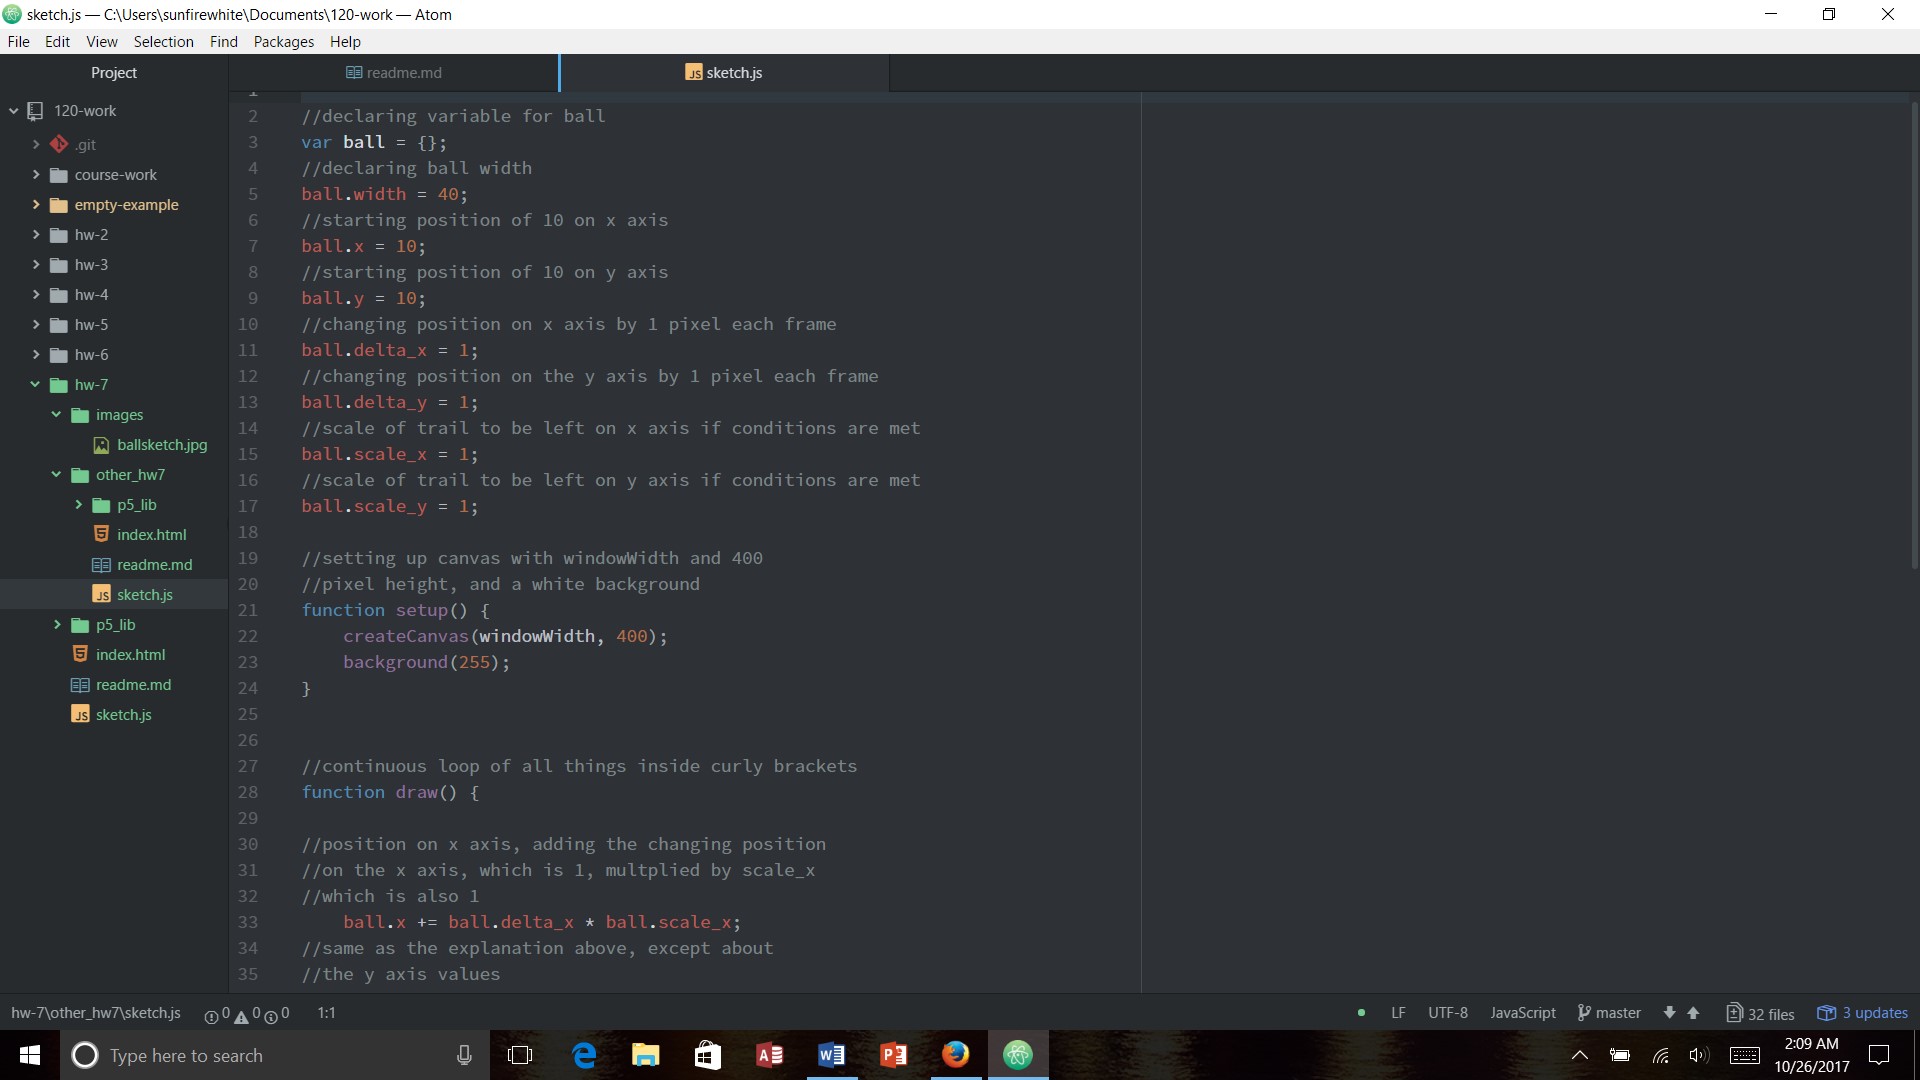 sketch.js — C:\Users\sunfirewhite\Documents\120-work — Atom
File Edit View Selection Find Packages Help
Project
readme.md
sketch.js
120-work
.git
course-work
empty-example
hw-2
hw-3
hw-4
hw-5
hw-6
hw-7
images
ballsketch.jpg
other_hw7
p5_lib
index.html
readme.md
sketch.js
p5_lib
index.html
readme.md
sketch.js
1
2 //declaring variable for ball
3 var ball = {};
4 //declaring ball width
5 ball.width = 40;
6 //starting position of 10 on x axis
7 ball.x = 10;
8 //starting position of 10 on y axis
9 ball.y = 10;
10 //changing position on x axis by 1 pixel each frame
11 ball.delta_x = 1;
12 //changing position on the y axis by 1 pixel each frame
13 ball.delta_y = 1;
14 //scale of trail to be left on x axis if conditions are met
15 ball.scale_x = 1;
16 //scale of trail to be left on y axis if conditions are met
17 ball.scale_y = 1;
18
19 //setting up canvas with windowWidth and 400
20 //pixel height, and a white background
21 function setup() {
22 createCanvas(windowWidth, 400);
23 background(255);
24 }
25
26
27 //continuous loop of all things inside curly brackets
28 function draw() {
29
30 //position on x axis, adding the changing position
31 //on the x axis, which is 1, multplied by scale_x
32 //which is also 1
33 ball.x += ball.delta_x * ball.scale_x;
34 //same as the explanation above, except about
35 //the y axis values
hw-7\other_hw7\sketch.js 0 0 0 1:1 LF UTF-8 JavaScript master 32 files 3 updates
Type here to search
2:09 AM
10/26/2017